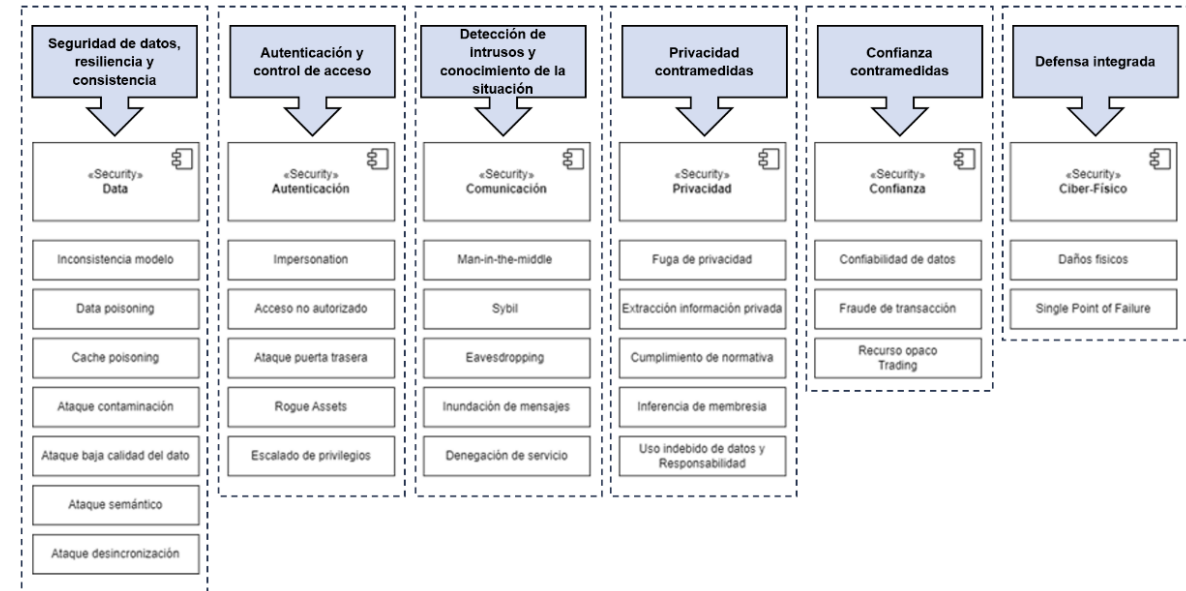 Seguridad de datos,
resiliencia y
consistencia
«Security»
Data
Inconsistencia modelo
Data poisoning
Cache poisoning
Ataque contaminación
Ataque baja calidad del dato
Ataque semántico
Ataque desincronización
Autenticación y
control de acceso
«Security»
Autenticación
Impersonation
Acceso no autorizado
Ataque puerta trasera
Rogue Assets
Escalado de privilegios
Detección de
intrusos y
conocimiento de la
situación
«Security»
Comunicación
Man-in-the-middle
Sybil
Eavesdropping
Inundación de mensajes
Denegación de servicio
Privacidad
contramedidas
«Security»
Privacidad
Fuga de privacidad
Extracción información privada
Cumplimiento de normativa
Inferencia de membresia
Uso indebido de datos y
Responsabilidad
Confianza
contramedidas
«Security»
Confianza
Confiabilidad de datos
Fraude de transacción
Recurso opaco
Trading
Defensa integrada
«Security»
Ciber-Físico
Daños fisicos
Single Point of Failure